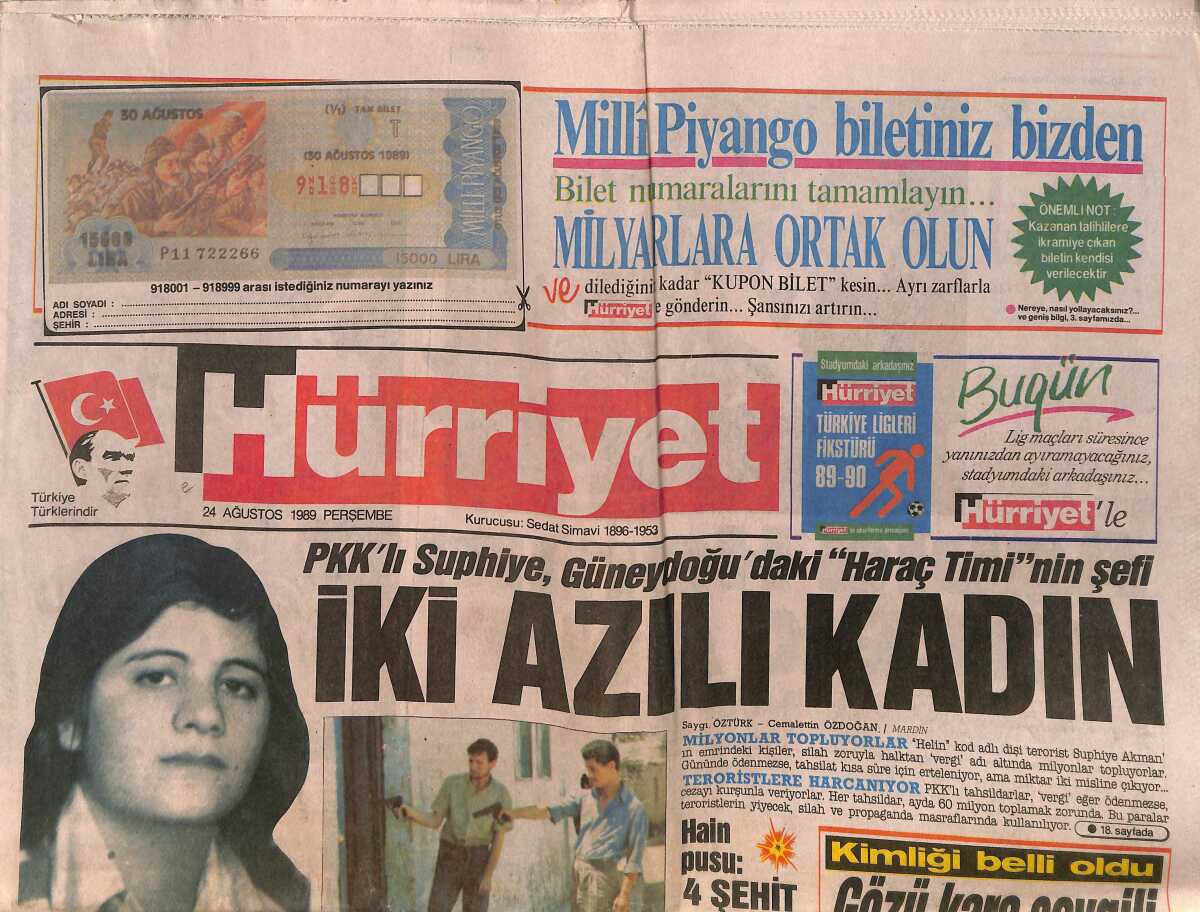 30 AĞUSTOS
(1/1) TAM BİLET
T
(30 AĞUSTOS 1989)
918
MİLLİ PİYANGO
15000 LİRA
P11 722266
15000 LİRA
918001 – 918999 arası istediğiniz numarayı yazınız
ADI SOYADI :
ADRESİ :
ŞEHİR :
Millî Piyango biletiniz bizden
Bilet numaralarını tamamlayın...
MİLYARLARA ORTAK OLUN
ve dilediğiniz kadar “KUPON BİLET” kesin... Ayrı zarflarla
Hürriyet'e gönderin... Şansınızı artırın...
ÖNEMLİ NOT :
Kazanan talihlilere
ikramiye çıkan
biletin kendisi
verilecektir
Nereye, nasıl yollayacaksınız?...
ve geniş bilgi, 3. sayfamızda...
Türkiye
Türklerindir
Hürriyet
e
24 AĞUSTOS 1989 PERŞEMBE
Kurucusu: Sedat Simavi 1896-1953
Stadyumdaki arkadaşınız
Hürriyet
TÜRKİYE LİGLERİ
FİKSTÜRÜ
89-90
Hürriyet
Bugün
Lig maçları süresince
yanınızdan ayıramayacağınız,
stadyumdaki arkadaşınız...
Hürriyet'le
PKK'lı Suphiye, Güneydoğu'daki “Haraç Timi”nin şefi
İKİ AZILI KADIN
Saygı ÖZTÜRK – Cemalettin ÖZDOĞAN / MARDİN
MİLYONLAR TOPLUYORLAR 'Helin' kod adlı dişi terorist Suphiye Akman'
ın emrindeki kişiler, silah zoruyla halktan 'vergi' adı altında milyonlar topluyorlar.
Gününde ödenmezse, tahsilat kısa süre için erteleniyor, ama miktar iki misline çıkıyor...
TERORİSTLERE HARCANIYOR PKK'lı tahsildarlar, 'vergi' eğer ödenmezse,
cezayı kurşunla veriyorlar. Her tahsildar, ayda 60 milyon toplamak zorunda. Bu paralar
teroristlerin yiyecek, silah ve propaganda masraflarında kullanılıyor.
18. sayfada
Hain
pusu:
4 ŞEHİT
Kimliği belli oldu
Gözü kara sevgili